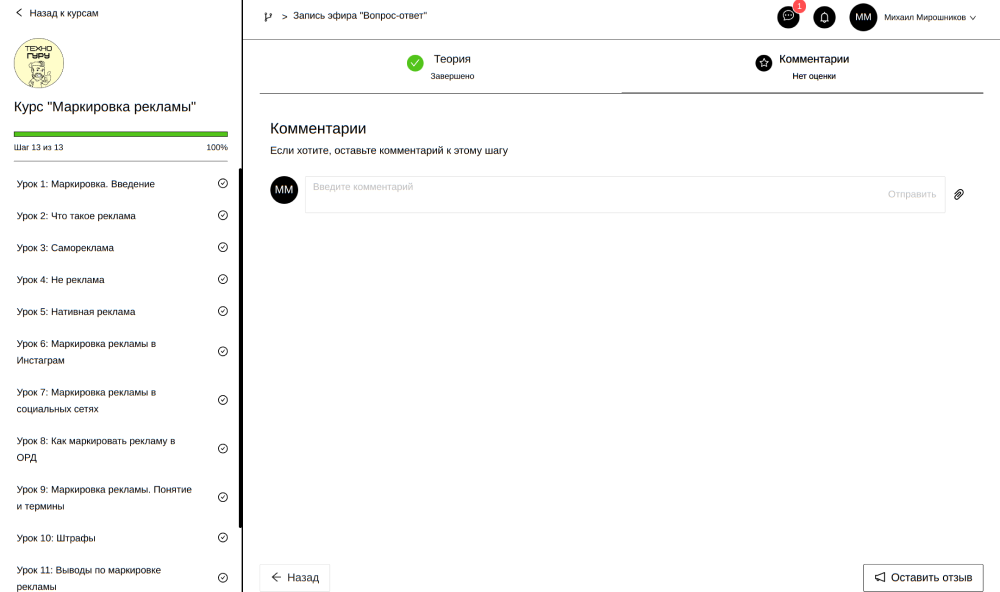 Назад к курсам
ТЕХНО
ГУРУ
Курс "Маркировка рекламы"
Шаг 13 из 13
100%
Урок 1: Маркировка. Введение
Урок 2: Что такое реклама
Урок 3: Самореклама
Урок 4: Не реклама
Урок 5: Нативная реклама
Урок 6: Маркировка рекламы в
Инстаграм
Урок 7: Маркировка рекламы в
социальных сетях
Урок 8: Как маркировать рекламу в
ОРД
Урок 9: Маркировка рекламы. Понятие
и термины
Урок 10: Штрафы
Урок 11: Выводы по маркировке
рекламы
> Запись эфира "Вопрос-ответ"
1
ММ
Михаил Мирошников
Теория
Завершено
Комментарии
Нет оценки
Комментарии
Если хотите, оставьте комментарий к этому шагу
ММ
Введите комментарий
Отправить
Назад
Оставить отзыв